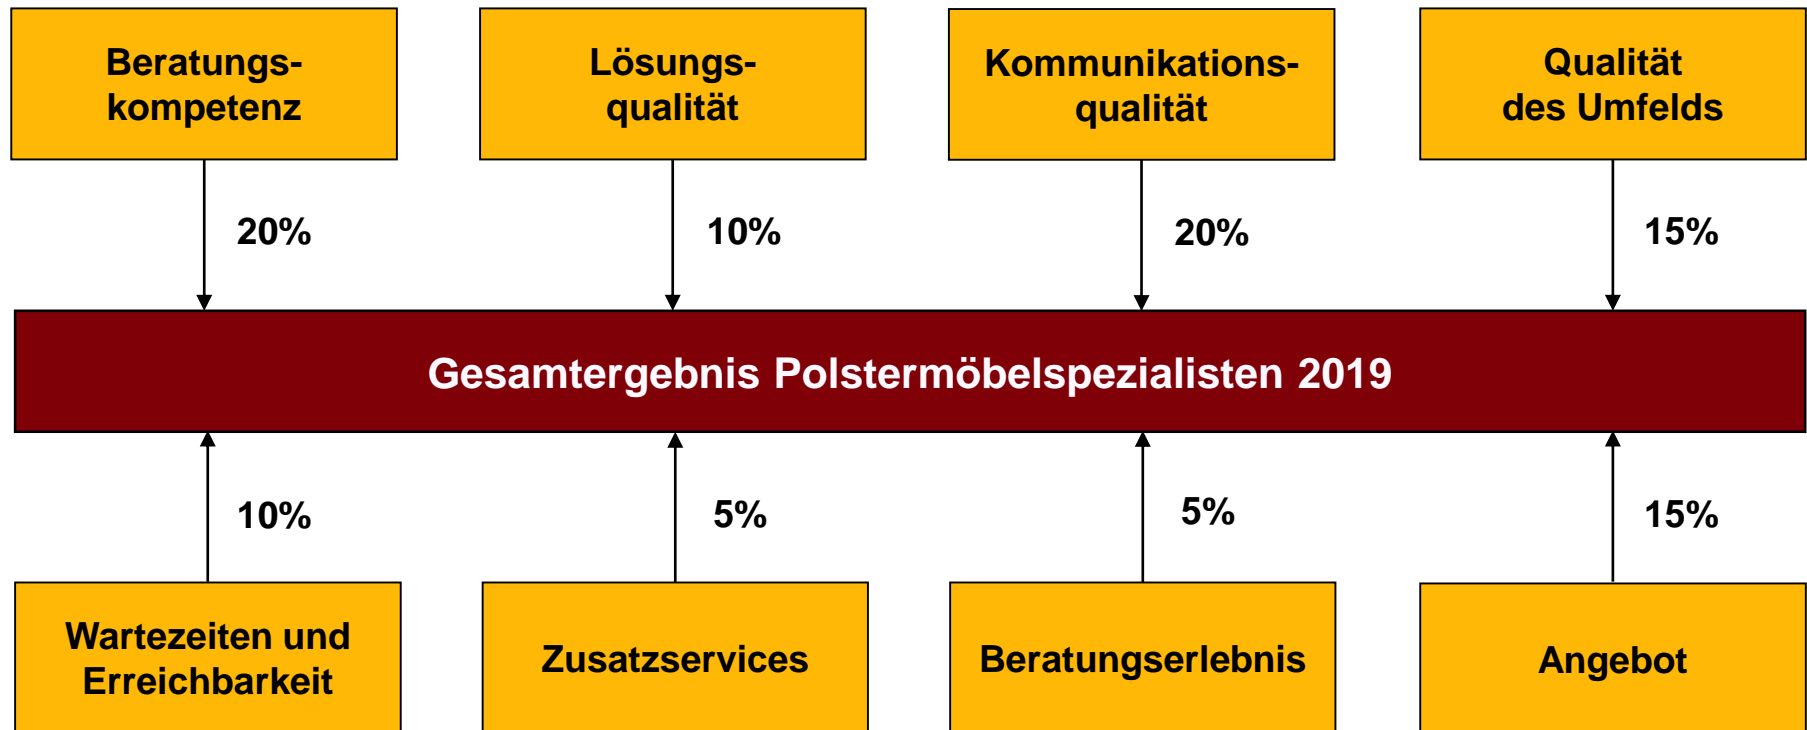 Beratungs-
kompetenz
Lösungs-
qualität
Kommunikations-
qualität
Qualität
des Umfelds
20%
10%
20%
15%
Gesamtergebnis Polstermöbelspezialisten 2019
10%
5%
5%
15%
Wartezeiten und
Erreichbarkeit
Zusatzservices
Beratungserlebnis
Angebot